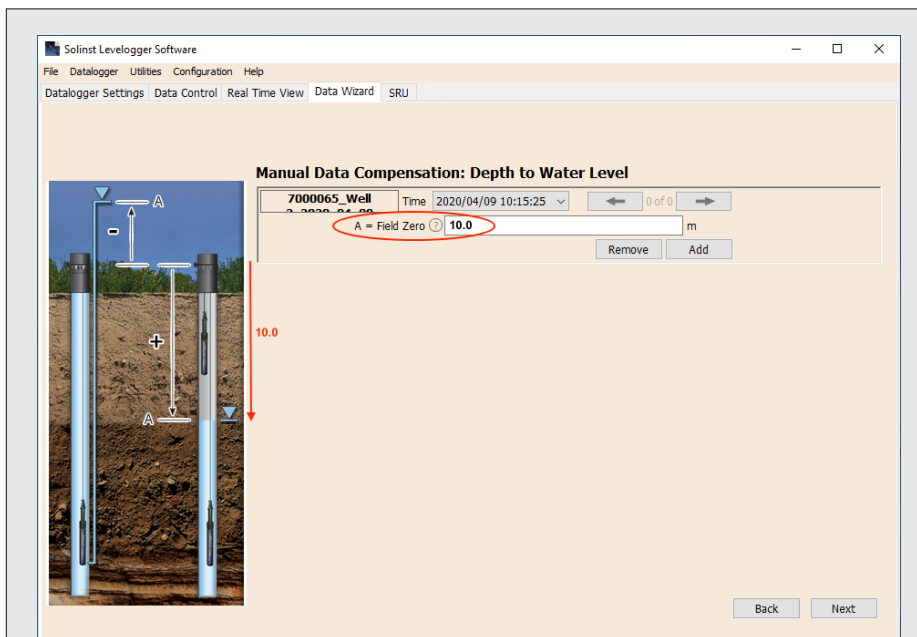 Solinst Levelogger Software
File Datalogger Utilities Configuration Help
Datalogger Settings Data Control Real Time View Data Wizard SRU
Manual Data Compensation: Depth to Water Level
7000065_Well Time 2020/04/09 10:15:25 0 of 0
A = Field Zero ? 10.0 m
Remove Add
A
-
+
10.0
A
Back Next